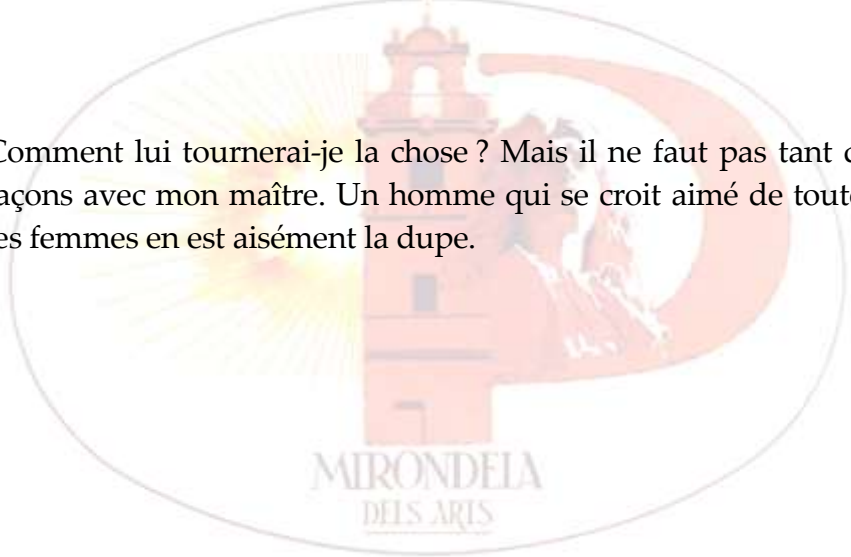 Comment lui tournerai-je la chose ? Mais il ne faut pas tant
açons avec mon maître. Un homme qui se croit aimé de toute
es femmes en est aisément la dupe.
MIRONDELA
DELS ARTS